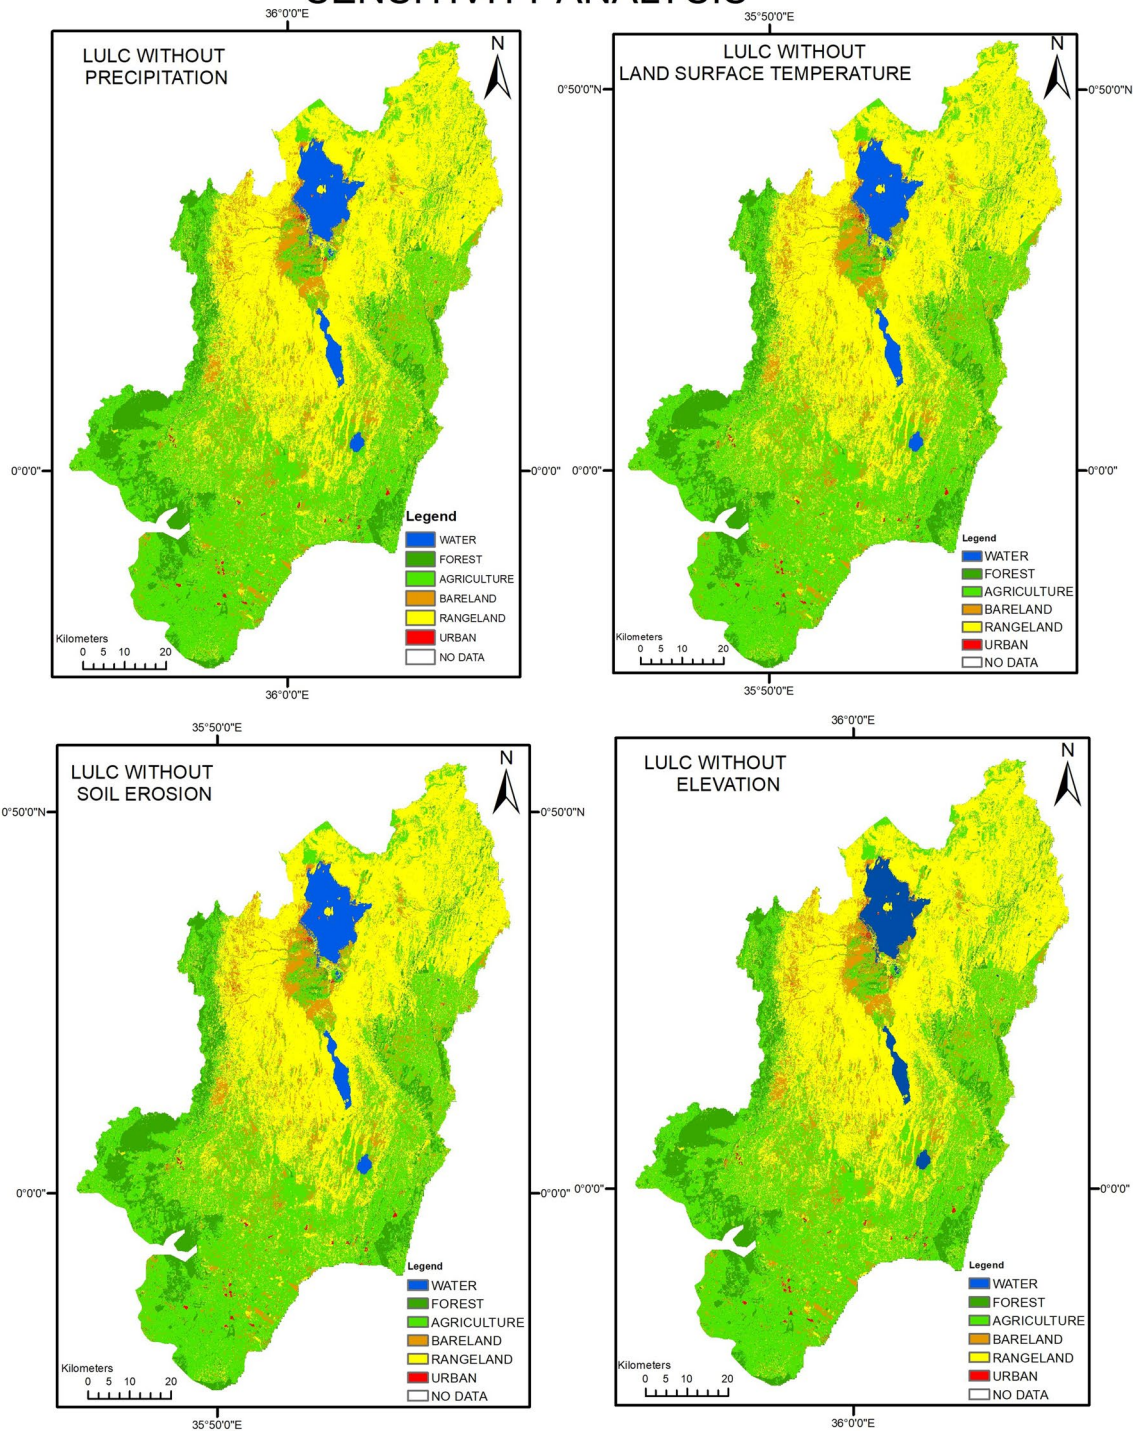 SENSITIVITY ANALYSIS
36°0'0"E
LULC WITHOUT
PRECIPITATION
N
0°0'0"
0°0'0"
Legend
WATER
FOREST
AGRICULTURE
BARELAND
RANGELAND
URBAN
NO DATA
Kilometers
0 5 10 20
36°0'0"E
35°50'0"E
LULC WITHOUT
LAND SURFACE TEMPERATURE
N
0°50'0"N
0°50'0"N
0°0'0"
0°0'0"
Legend
WATER
FOREST
AGRICULTURE
BARELAND
RANGELAND
URBAN
NO DATA
Kilometers
0 5 10 20
35°50'0"E
35°50'0"E
LULC WITHOUT
SOIL EROSION
N
0°50'0"N
0°50'0"N
0°0'0"
0°0'0"
Legend
WATER
FOREST
AGRICULTURE
BARELAND
RANGELAND
URBAN
NO DATA
Kilometers
0 5 10 20
35°50'0"E
36°0'0"E
LULC WITHOUT
ELEVATION
N
0°0'0"
0°0'0"
Legend
WATER
FOREST
AGRICULTURE
BARELAND
RANGELAND
URBAN
NO DATA
Kilometers
0 5 10 20
36°0'0"E